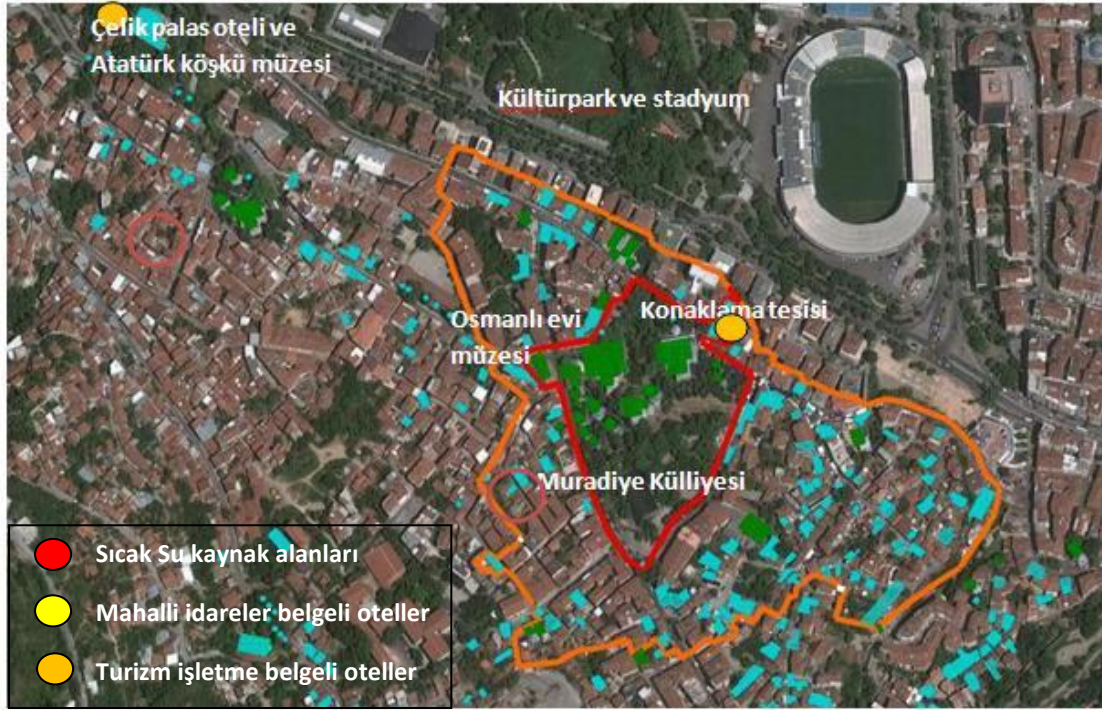 Çelik palas oteli ve
Atatürk köşkü müzesi
Kültürpark ve stadyum
Osmanlı evi
müzesi
Konaklama tesisi
Muradiye Külliyesi
Sıcak Su kaynak alanları
Mahalli idareler belgeli oteller
Turizm işletme belgeli oteller